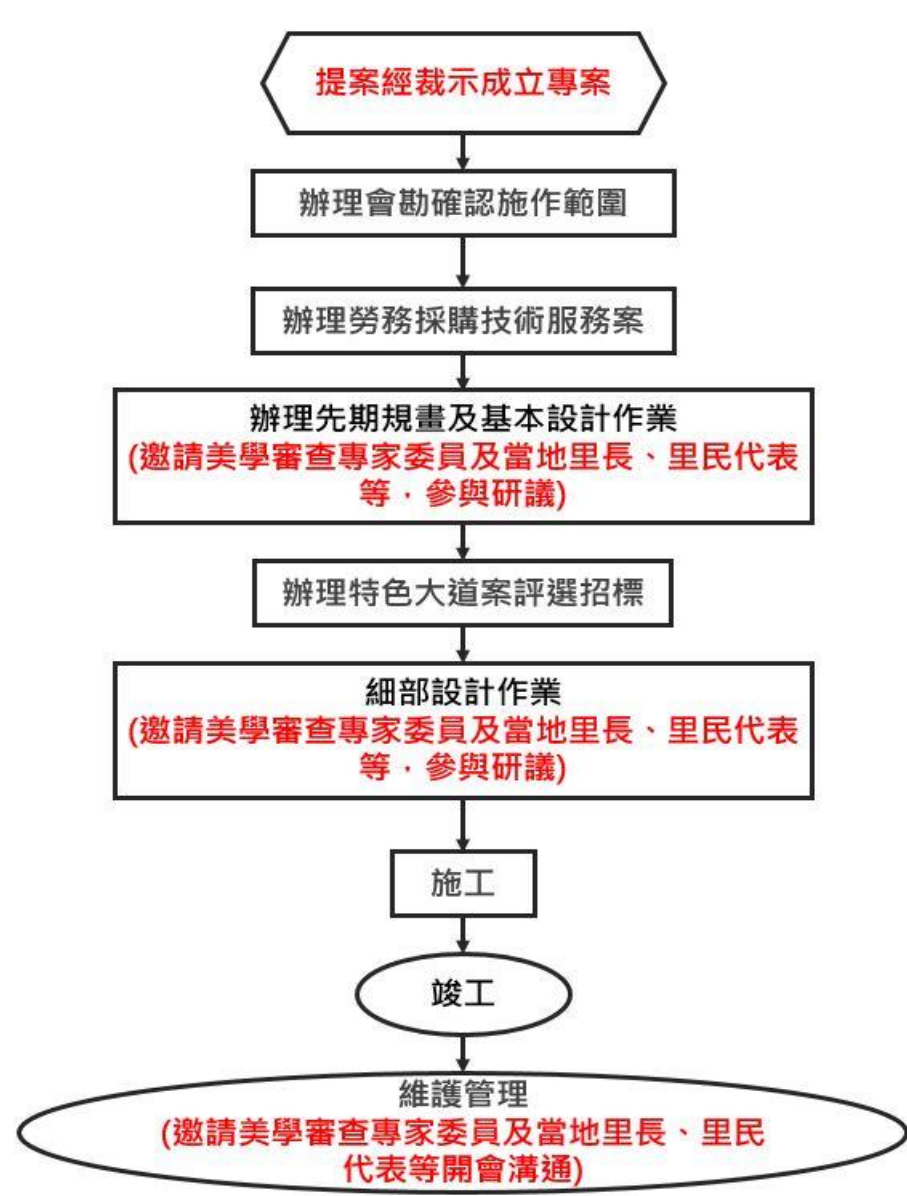 提案經裁示成立專案
辦理會勘確認施作範圍
辦理勞務採購技術服務案
辦理先期規畫及基本設計作業
(邀請美學審查專家委員及當地里長、里民代表
等，參與研議)
辦理特色大道案評選招標
細部設計作業
(邀請美學審查專家委員及當地里長、里民代表
等，參與研議)
施工
竣工
維護管理
(邀請美學審查專家委員及當地里長、里民
代表等開會溝通)